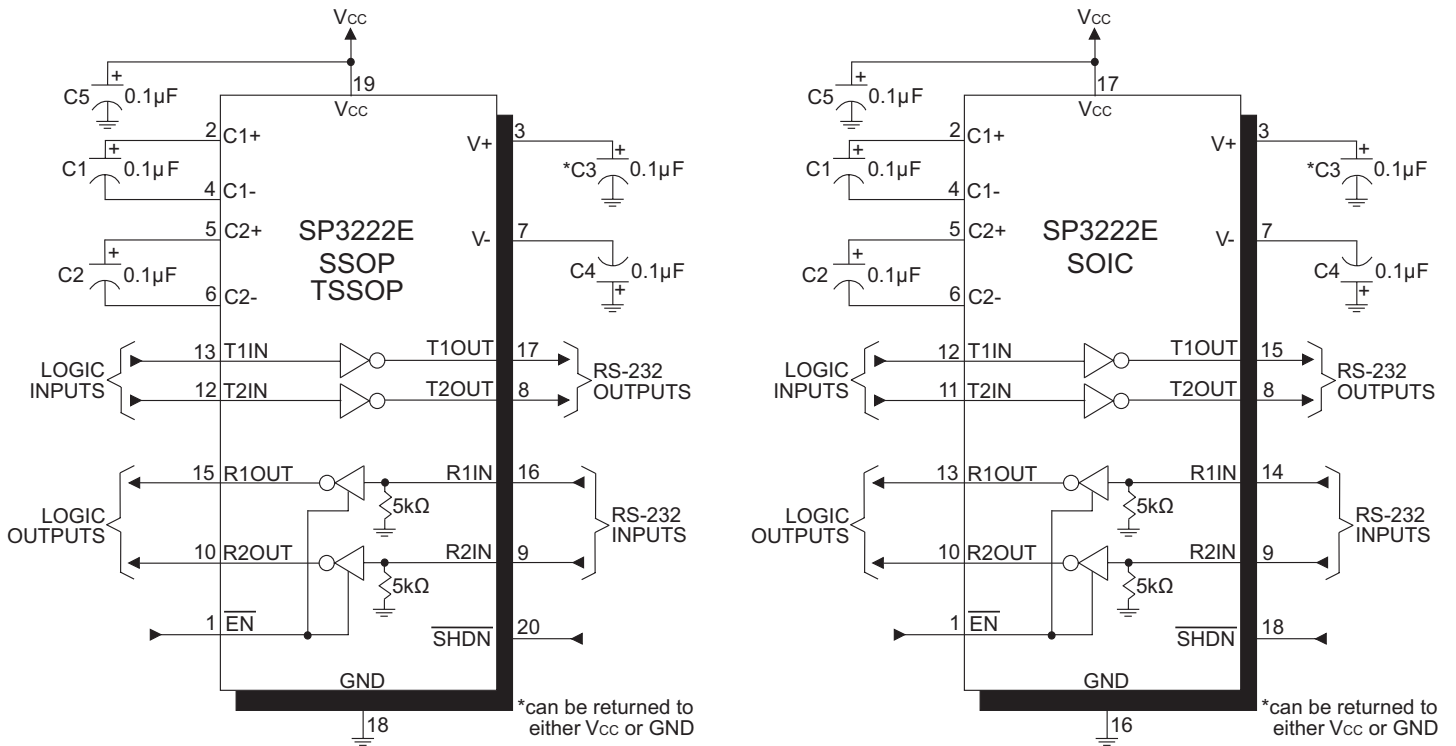 Vcc
C5
+
0.1µF
19
Vcc
2
C1+
C1
+
0.1µF
4
C1-
5
C2+
C2
+
0.1µF
6
C2-
V+
3
*C3
+
0.1µF
V-
7
C4
0.1µF
+
SP3222E
SSOP
TSSOP
LOGIC
INPUTS
13
T1IN
T1OUT
17
12
T2IN
T2OUT
8
RS-232
OUTPUTS
LOGIC
OUTPUTS
15
R1OUT
R1IN
16
5kΩ
10
R2OUT
R2IN
9
5kΩ
RS-232
INPUTS
1
EN
SHDN
20
GND
18
*can be returned to
either Vcc or GND
Vcc
C5
+
0.1µF
17
Vcc
2
C1+
C1
+
0.1µF
4
C1-
5
C2+
C2
+
0.1µF
6
C2-
V+
3
*C3
+
0.1µF
V-
7
C4
0.1µF
+
SP3222E
SOIC
LOGIC
INPUTS
12
T1IN
T1OUT
15
11
T2IN
T2OUT
8
RS-232
OUTPUTS
LOGIC
OUTPUTS
13
R1OUT
R1IN
14
5kΩ
10
R2OUT
R2IN
9
5kΩ
RS-232
INPUTS
1
EN
SHDN
18
GND
16
*can be returned to
either Vcc or GND